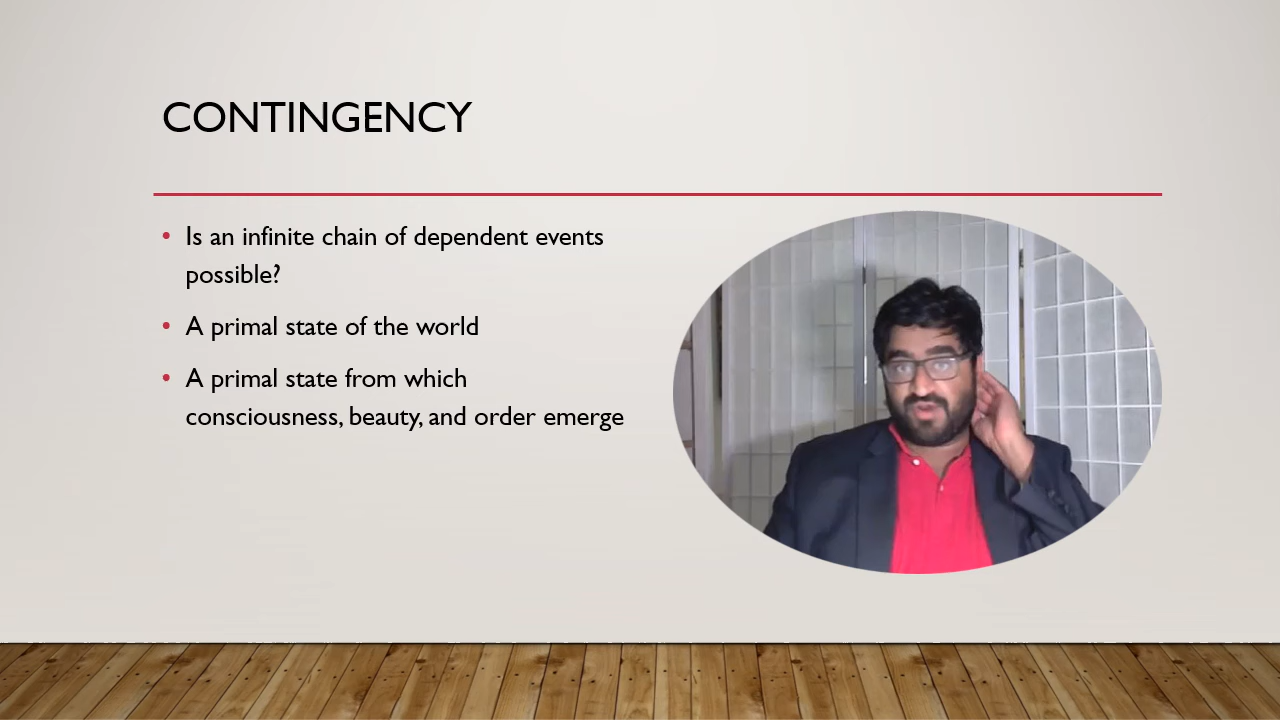 CONTINGENCY
• Is an infinite chain of dependent events
possible?
• A primal state of the world
• A primal state from which
consciousness, beauty, and order emerge